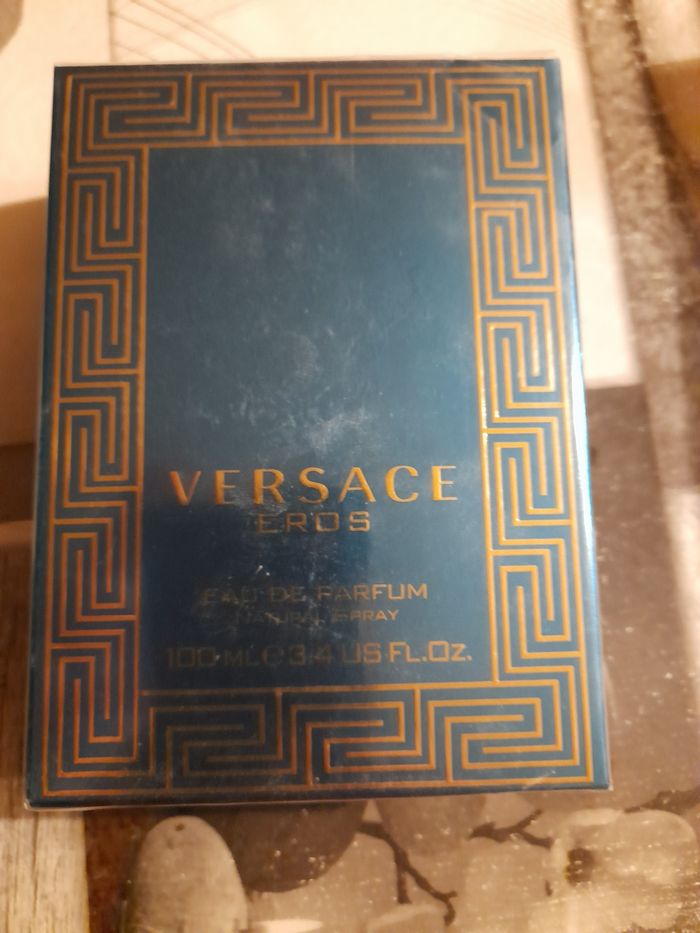 VERSACE
EROS
EAU DE PARFUM
NATURAL SPRAY
100 ML ℮ 3.4 US FL.OZ.